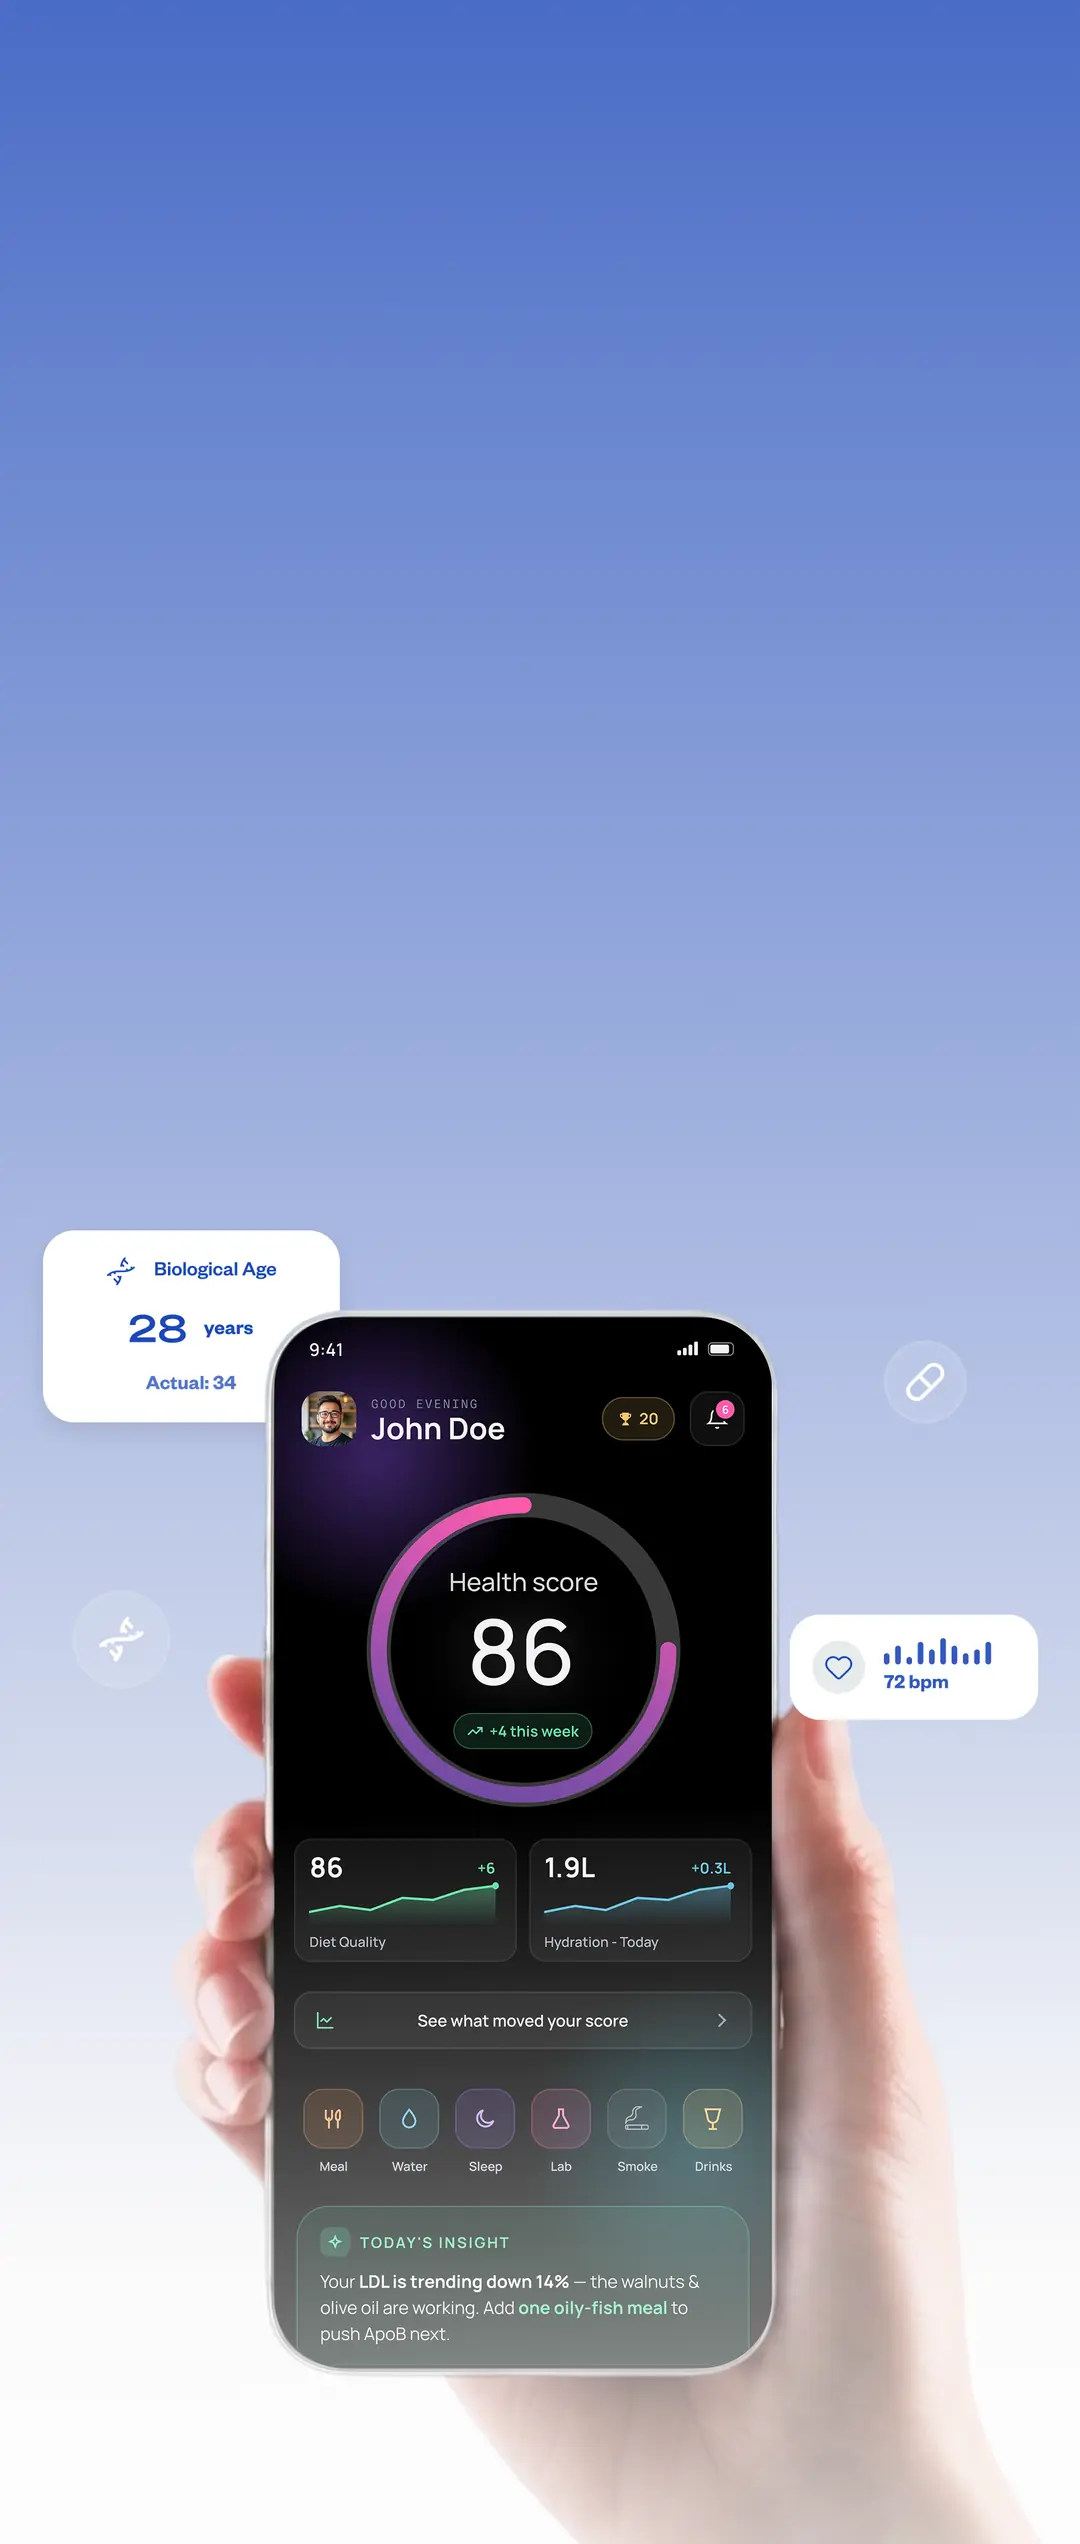 Biological Age
28 years
Actual: 34
9:41
GOOD EVENING
John Doe
20
6
Health score
86
+4 this week
72 bpm
86
+6
Diet Quality
1.9L
+0.3L
Hydration - Today
See what moved your score
Meal
Water
Sleep
Lab
Smoke
Drinks
TODAY'S INSIGHT
Your LDL is trending down 14% — the walnuts &
olive oil are working. Add one oily-fish meal to
push ApoB next.